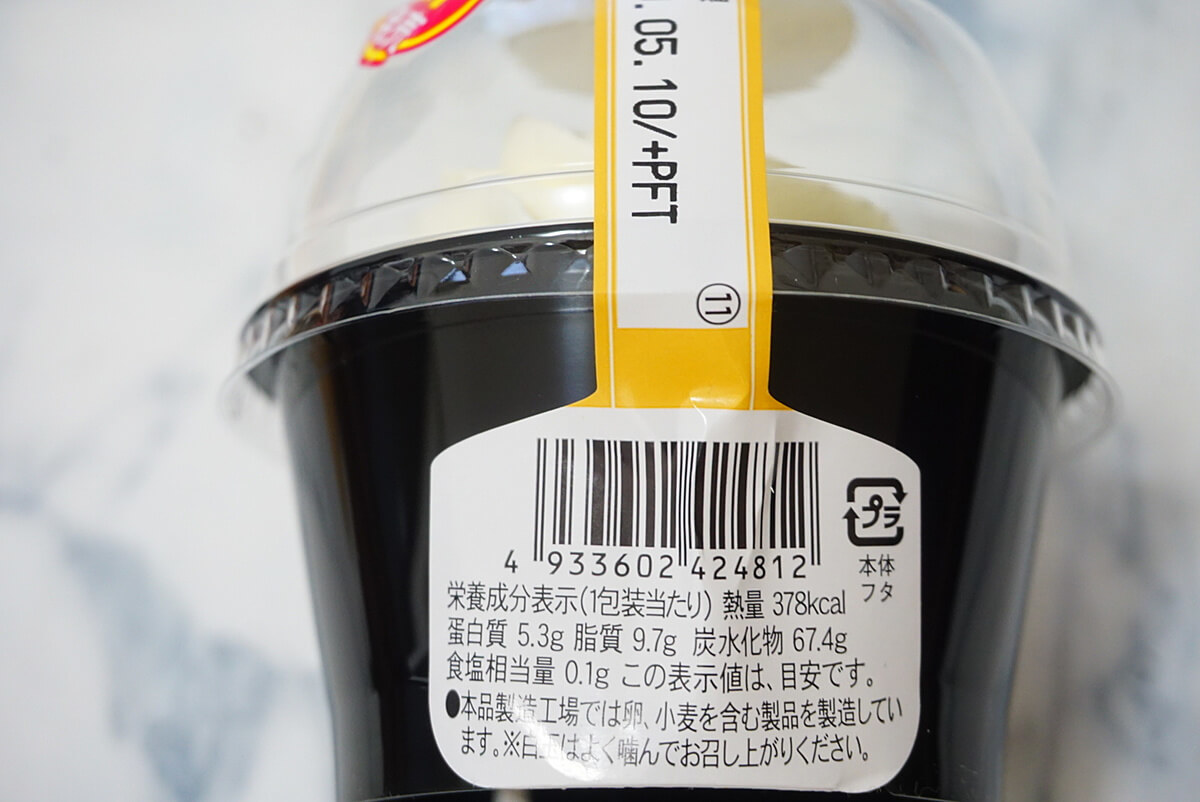 .05.10/+PFT
⑪
4 933602 424812
プラ
本体
フタ
栄養成分表示(1包装当たり) 熱量 378kcal
蛋白質 5.3g 脂質 9.7g 炭水化物 67.4g
食塩相当量 0.1g この表示値は、目安です。
●本品製造工場では卵、小麦を含む製品を製造してい
ます。※白玉はよく噛んでお召し上がりください。